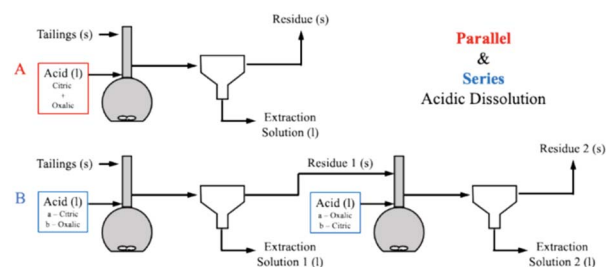 Residue (s)
Tailings (s)
Parallel
&
Series
Acidic Dissolution
A
Acid (l)
Citric
+
Oxalic
Extraction
Solution (l)
Residue 2 (s)
Tailings (s)
Residue 1 (s)
B
Acid (l)
a – Citric
b – Oxalic
Acid (l)
a – Oxalic
b – Citric
Extraction
Solution 1 (l)
Extraction
Solution 2 (l)